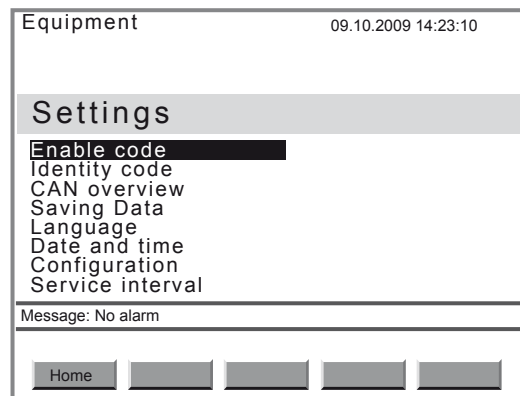 Equipment 09.10.2009 14:23:10
Settings
Enable code
Identity code
CAN overview
Saving Data
Language
Date and time
Configuration
Service interval
Message: No alarm
Home